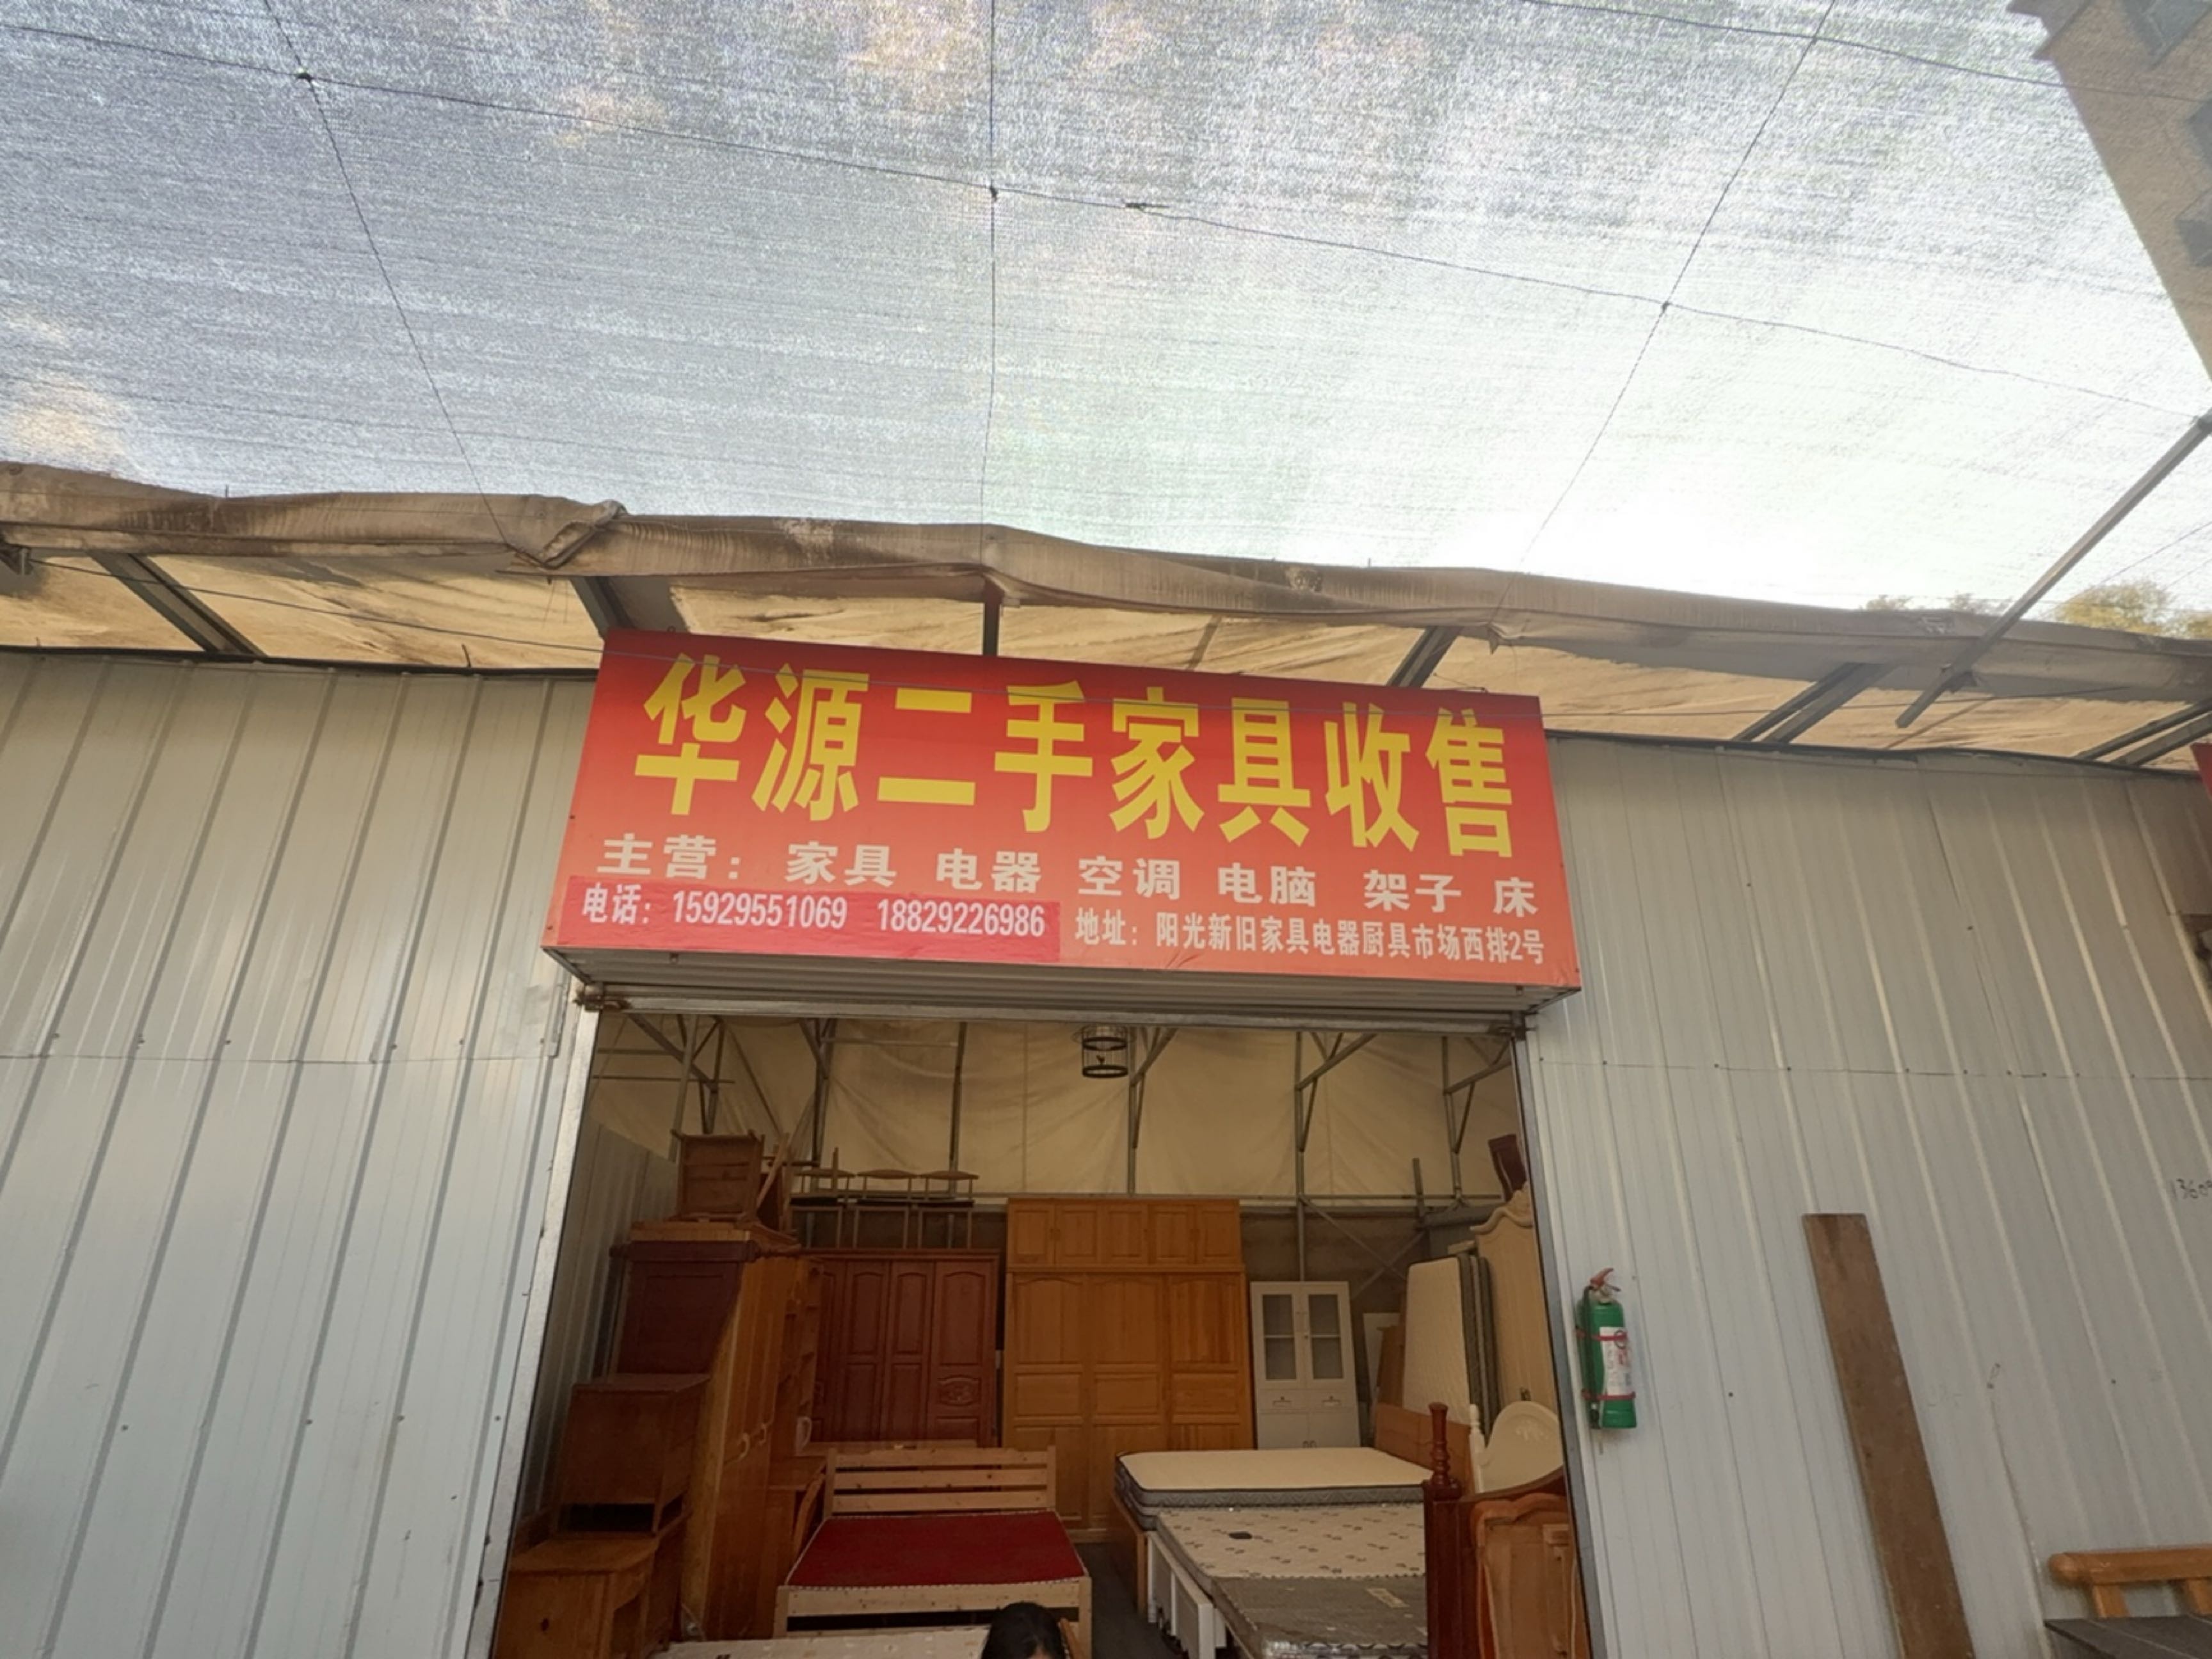 华源二手家具收售
主营：家具 电器 空调 电脑 架子 床
电话：15929551069 18829226986
地址：阳光新旧家具电器厨具市场西排2号